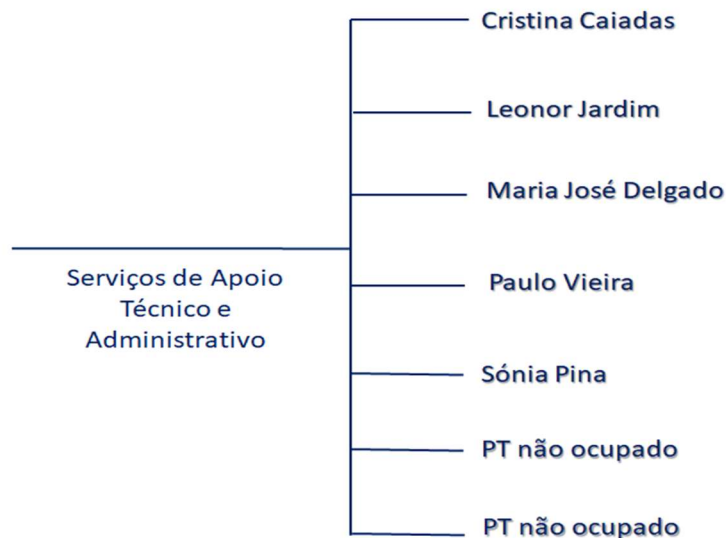 Cristina Caiadas
Leonor Jardim
Maria José Delgado
Serviços de Apoio
Técnico e
Administrativo
Paulo Vieira
Sónia Pina
PT não ocupado
PT não ocupado